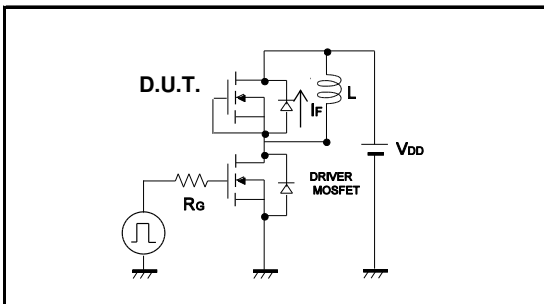 D.U.T.
IF
L
VDD
DRIVER
MOSFET
RG